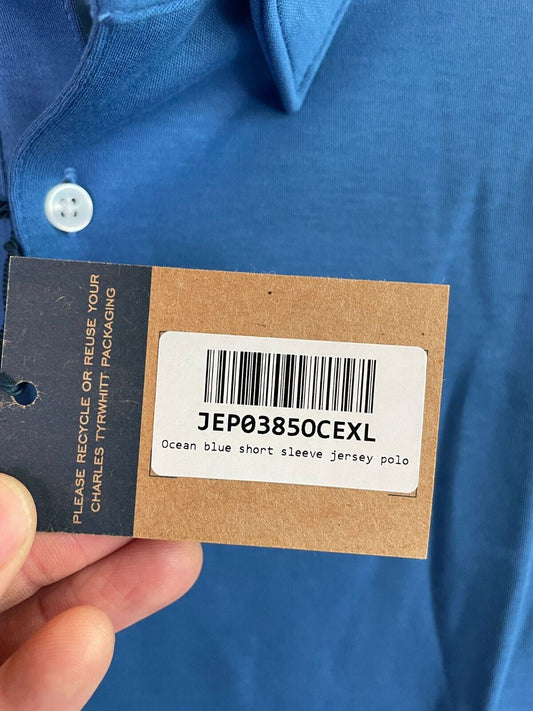 PLEASE RECYCLE OR REUSE YOUR
CHARLES TYRWHITT PACKAGING
JEP0385OCEXL
Ocean blue short sleeve jersey polo